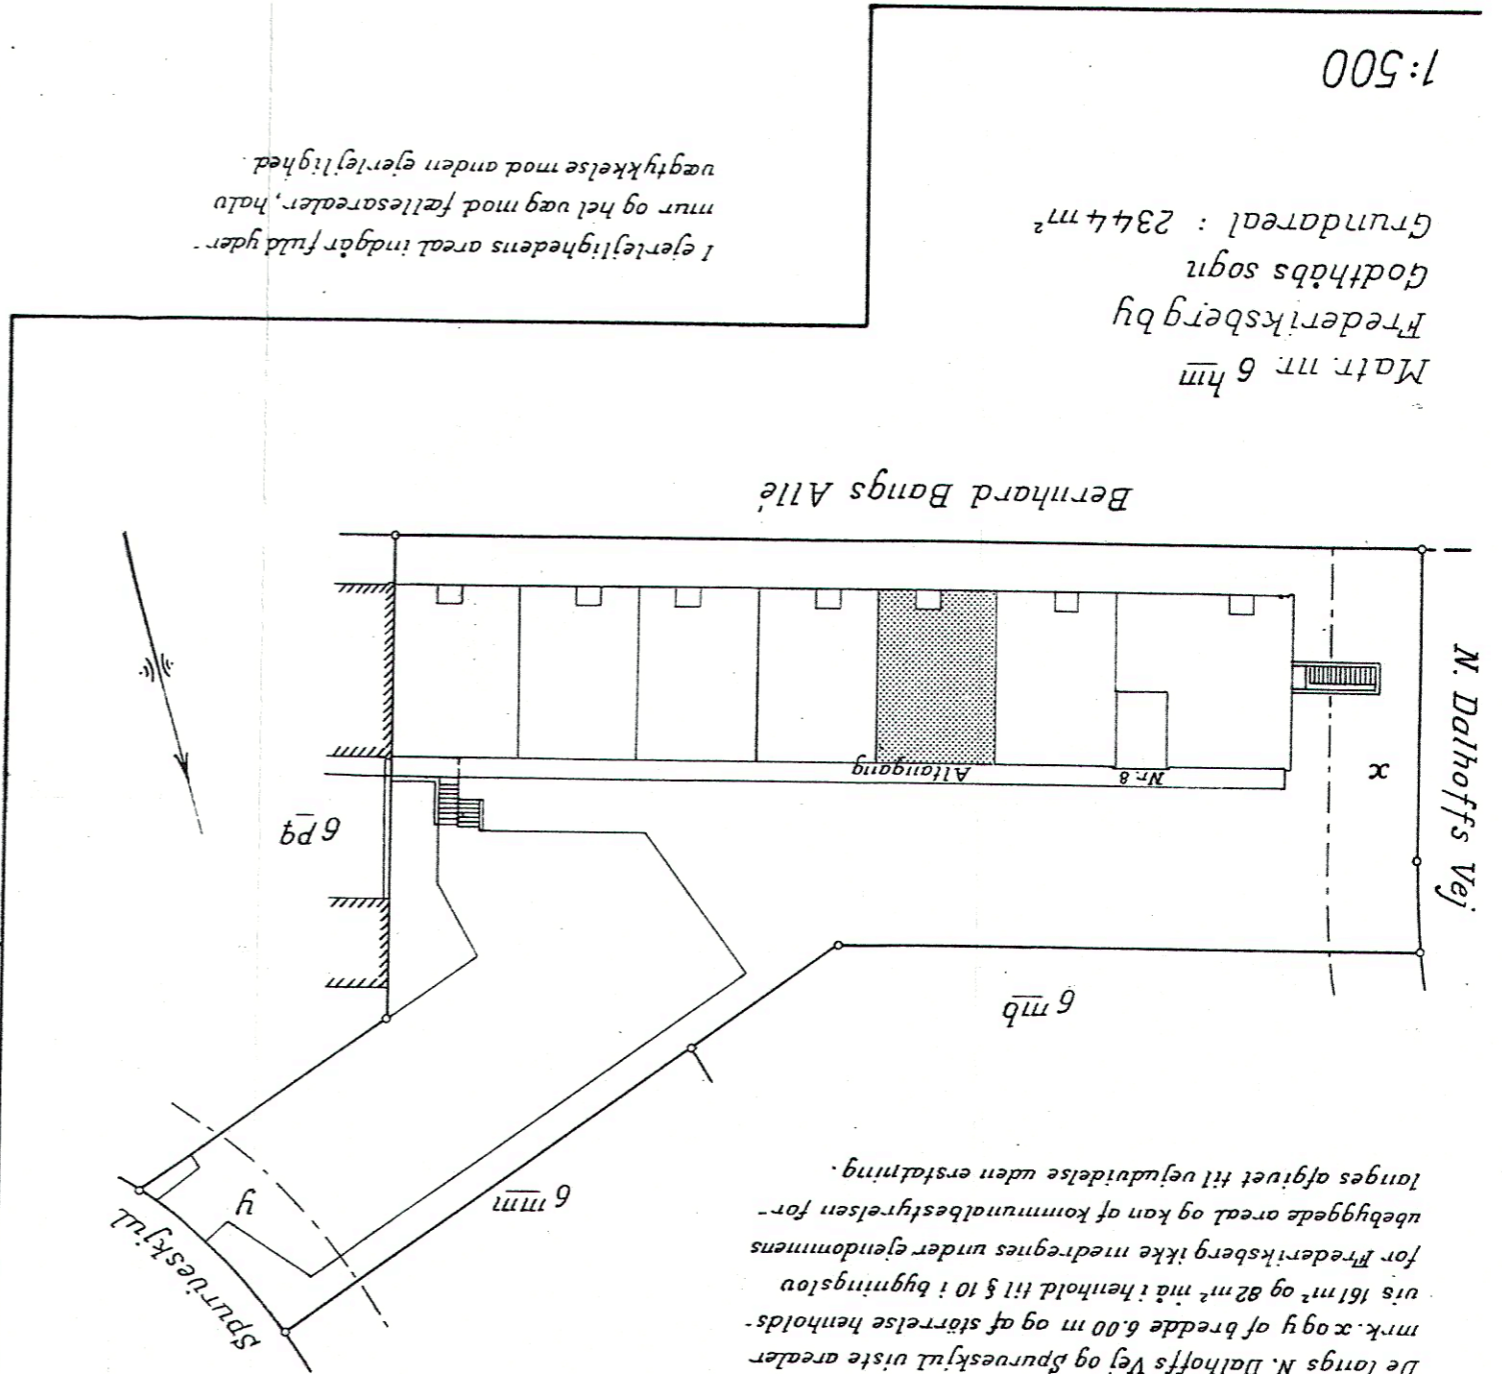 De langs N. Dalhoffs Vej og Spurveskjul viste arealer
mrk. x og y af bredde 6.00 m og af störrelse henholds-
vis 161 m² og 82 m² må i henhold til § 10 i bygningslov
for Frederiksberg ikke medregnes under ejendommens
ubebyggede areal og kan af kommunalbestyrelsen for-
langes afgivet til vejudvidelse uden erstatning.
Spurveskjul
y
6 mm
6 mb
6 pq
N. Dalhoffs Vej
x
Nr. 8
Altangang
Bernhard Bangs Allé
Matr. nr. 6 hm
Frederiksberg by
Godthåbs sogn
Grundareal : 2344 m²
I ejerlejlighedens areal indgår fuld yder-
mur og hel væg mod fællesarealer, halv
vægtykkelse mod anden ejerlejlighed.
1:500